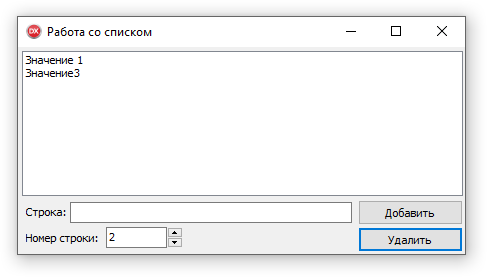 DX Работа со списком
Значение 1
Значение3
Строка:
Добавить
Номер строки: 2
Удалить